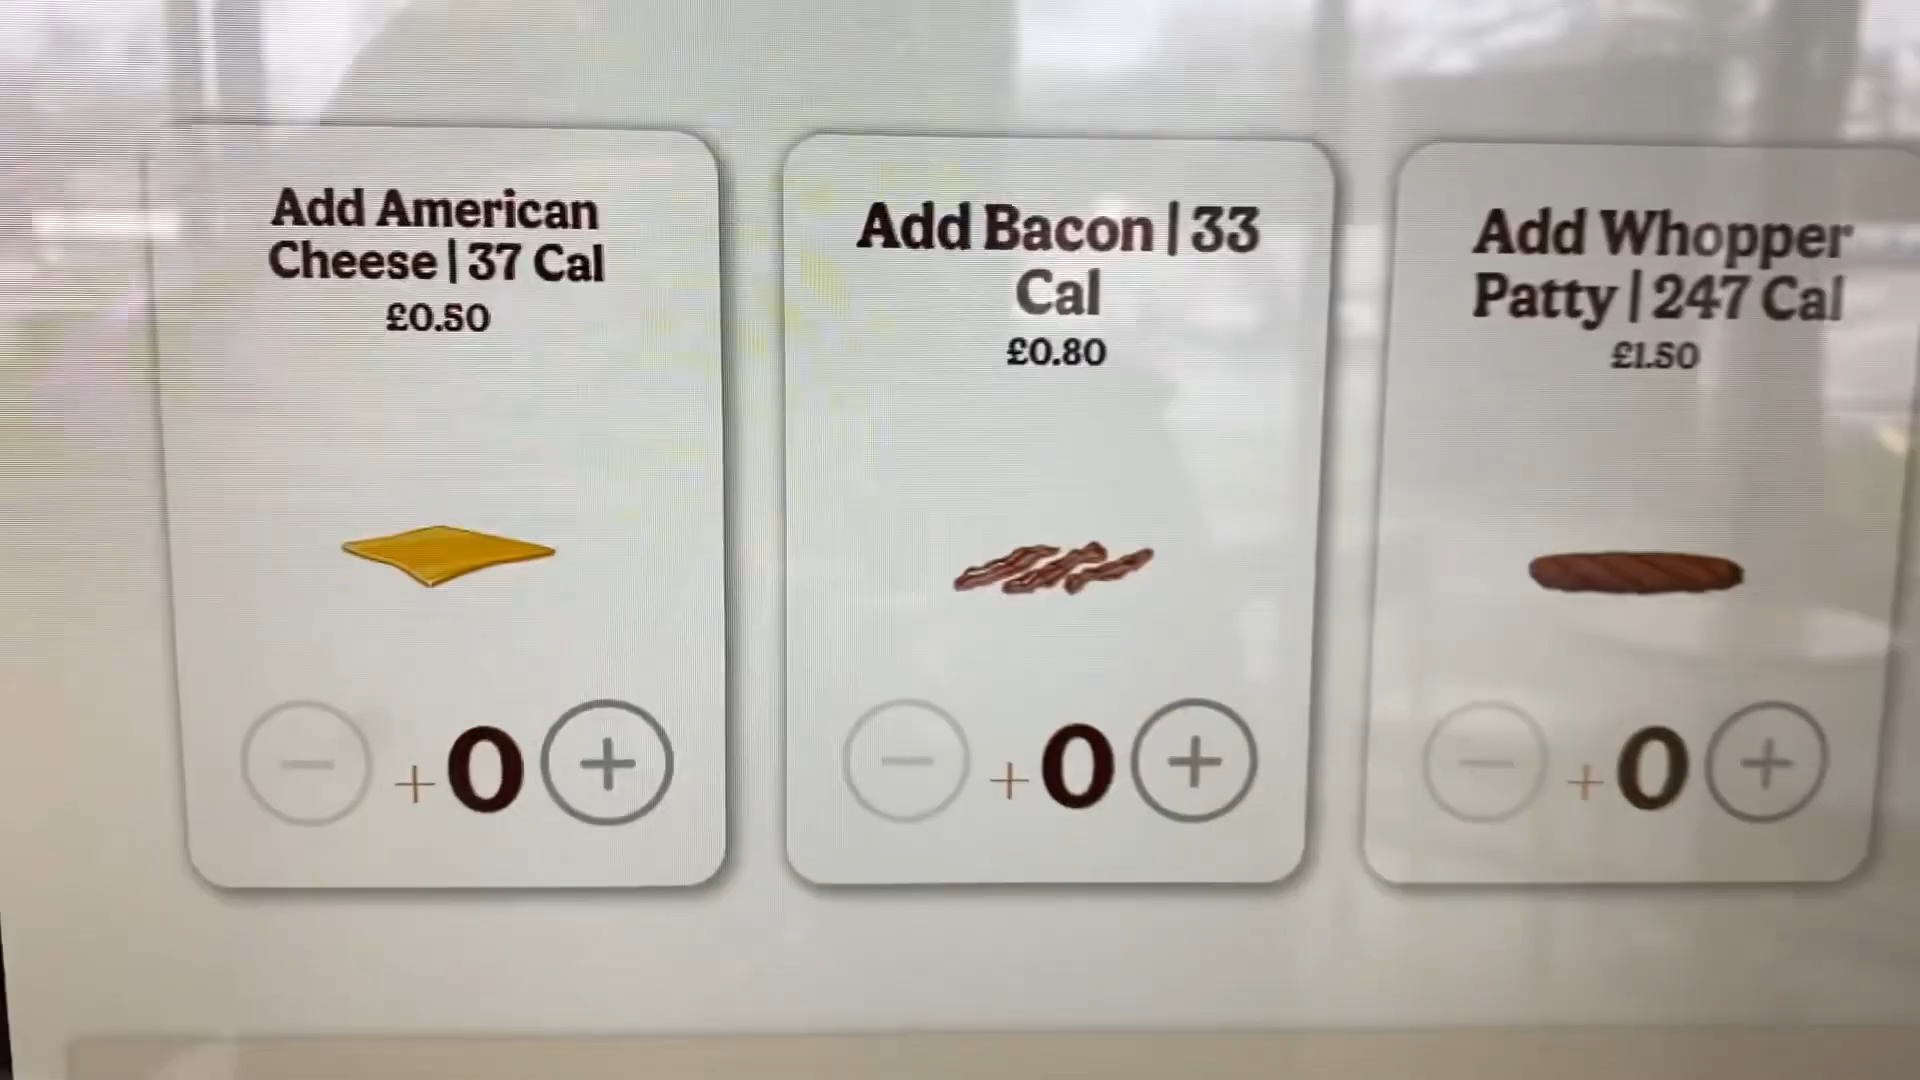 Add American
Cheese | 37 Cal
£0.50
+0
Add Bacon | 33
Cal
£0.80
+0
Add Whopper
Patty | 247 Cal
£1.50
+0